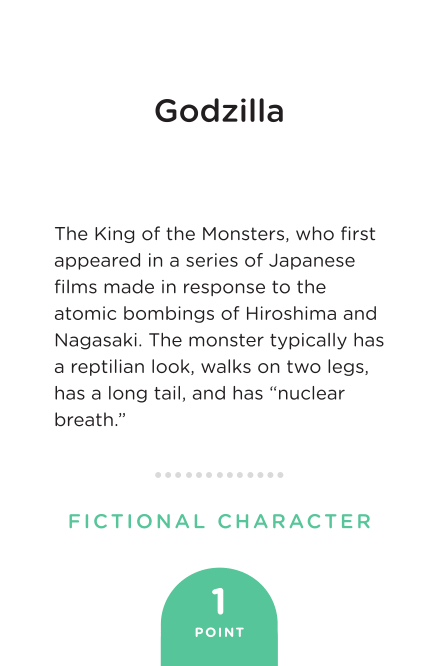 Godzilla
The King of the Monsters, who first
appeared in a series of Japanese
films made in response to the
atomic bombings of Hiroshima and
Nagasaki. The monster typically has
a reptilian look, walks on two legs,
has a long tail, and has “nuclear
breath.”
FICTIONAL CHARACTER
1
POINT